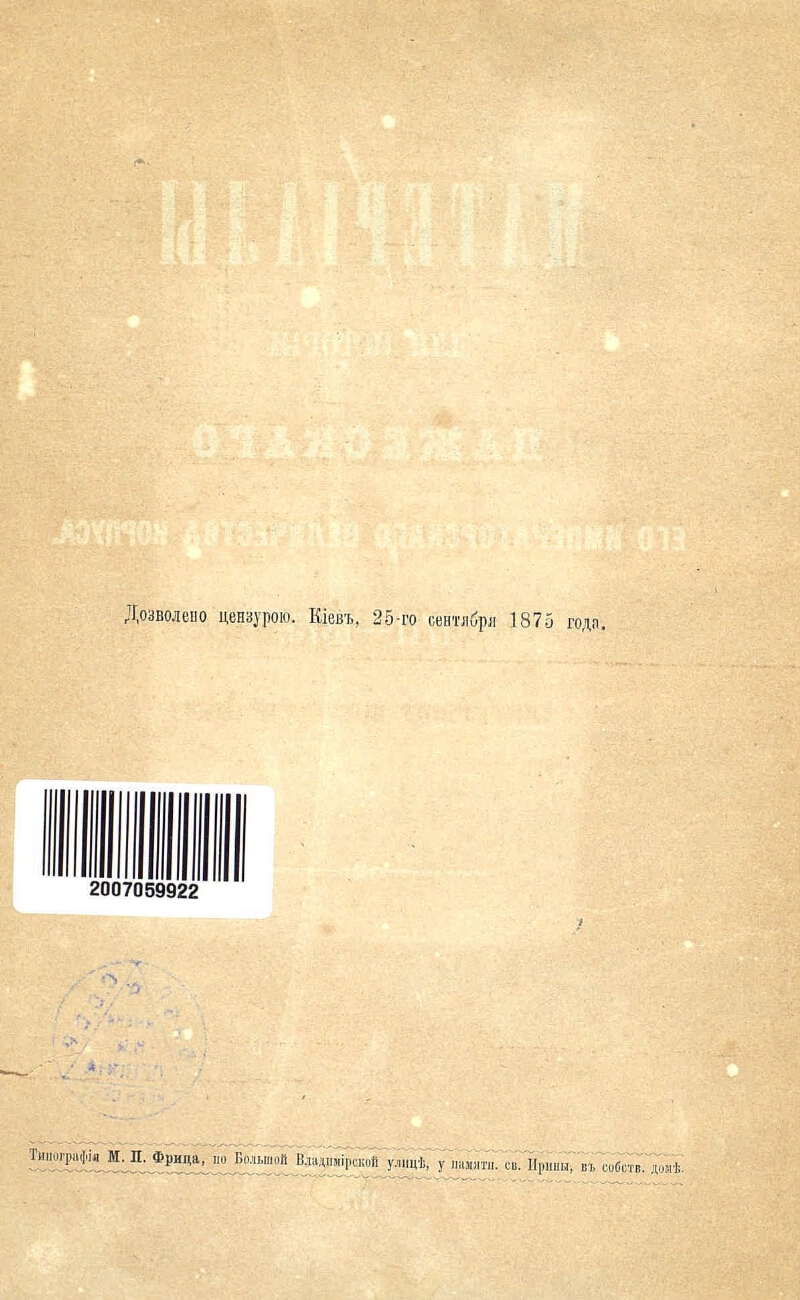 Дозволено цензурою. Кіевъ, 25-го сентября 1875 года.
2007059922
Типографія М. П. Фрица, по Большой Владимірской улицѣ, у памятн. св. Ирины, въ собств. домѣ.